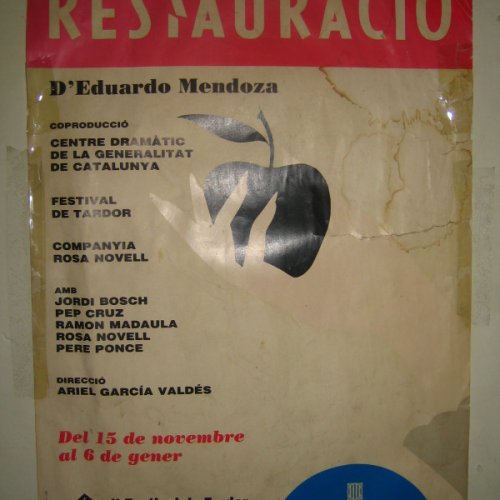 RESTAURACIÓ
D'Eduardo Mendoza
COPRODUCCIÓ
CENTRE DRAMÀTIC
DE LA GENERALITAT
DE CATALUNYA
FESTIVAL
DE TARDOR
COMPANYIA
ROSA NOVELL
AMB
JORDI BOSCH
PEP CRUZ
RAMON MADAULA
ROSA NOVELL
PERE PONCE
DIRECCIÓ
ARIEL GARCÍA VALDÉS
Del 15 de novembre
al 6 de gener